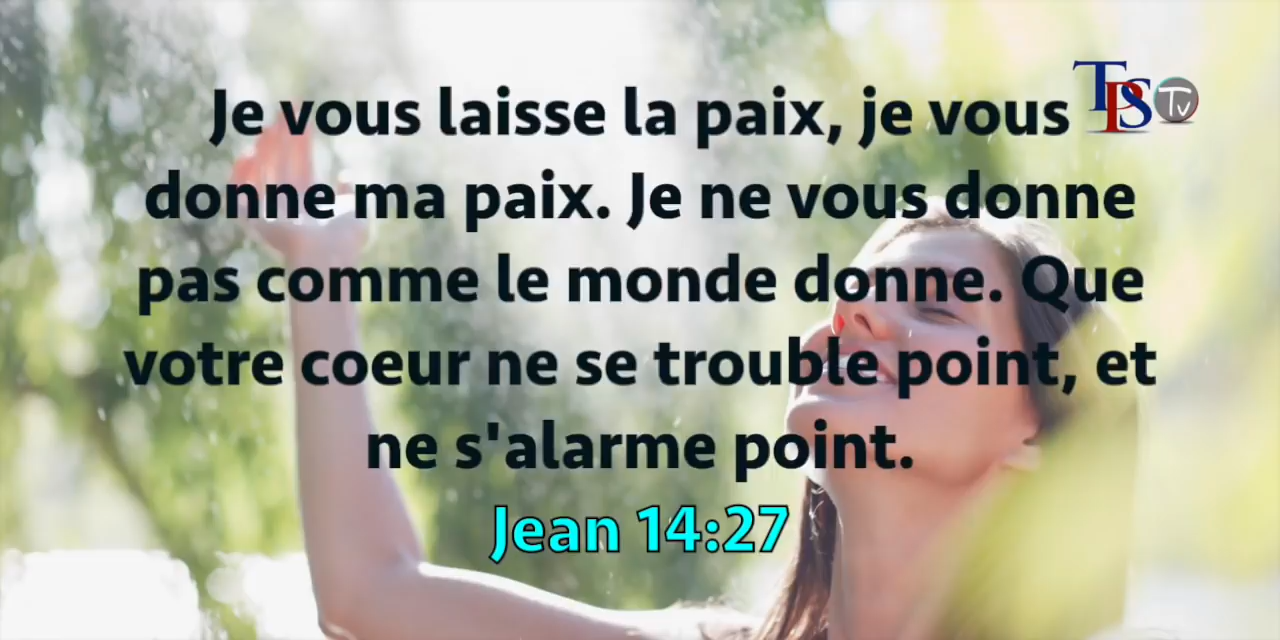 Je vous laisse la paix, je vous
donne ma paix. Je ne vous donne
pas comme le monde donne. Que
votre coeur ne se trouble point, et
ne s'alarme point.
Jean 14:27
TPS Tv